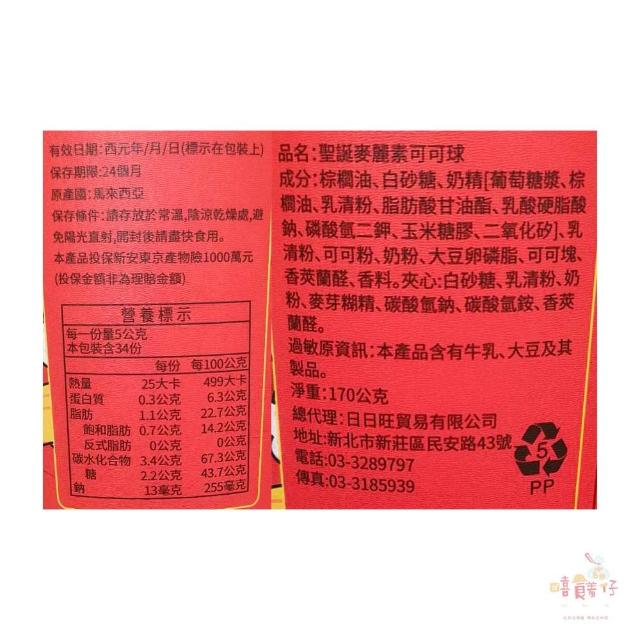 有效日期:西元年/月/日(標示在包裝上)
保存期限:24個月
原產國:馬來西亞
保存條件:請存放於常溫,陰涼乾燥處,避
免陽光直射,開封後請盡快食用。
本產品投保新安東京產物險1000萬元
(投保金額非為理賠金額)
營養標示
每一份量5公克
本包裝含34份
每份 每100公克
熱量 25大卡 499大卡
蛋白質 0.3公克 6.3公克
脂肪 1.1公克 22.7公克
飽和脂肪 0.7公克 14.2公克
反式脂肪 0公克 0公克
碳水化合物 3.4公克 67.3公克
糖 2.2公克 43.7公克
鈉 13毫克 255毫克
品名:聖誕麥麗素可可球
成分:棕櫚油、白砂糖、奶精[葡萄糖漿、棕
櫚油、乳清粉、脂肪酸甘油酯、乳酸硬脂酸
鈉、磷酸氫二鉀、玉米糖膠、二氧化矽]、乳
清粉、可可粉、奶粉、大豆卵磷脂、可可塊、
香莢蘭醛、香料。夾心:白砂糖、乳清粉、奶
粉、麥芽糊精、碳酸氫鈉、碳酸氫銨、香莢
蘭醛。
過敏原資訊:本產品含有牛乳、大豆及其
製品。
淨重:170公克
總代理:日日旺貿易有限公司
地址:新北市新莊區民安路43號
電話:03-3289797
傳真:03-3185939
5
PP